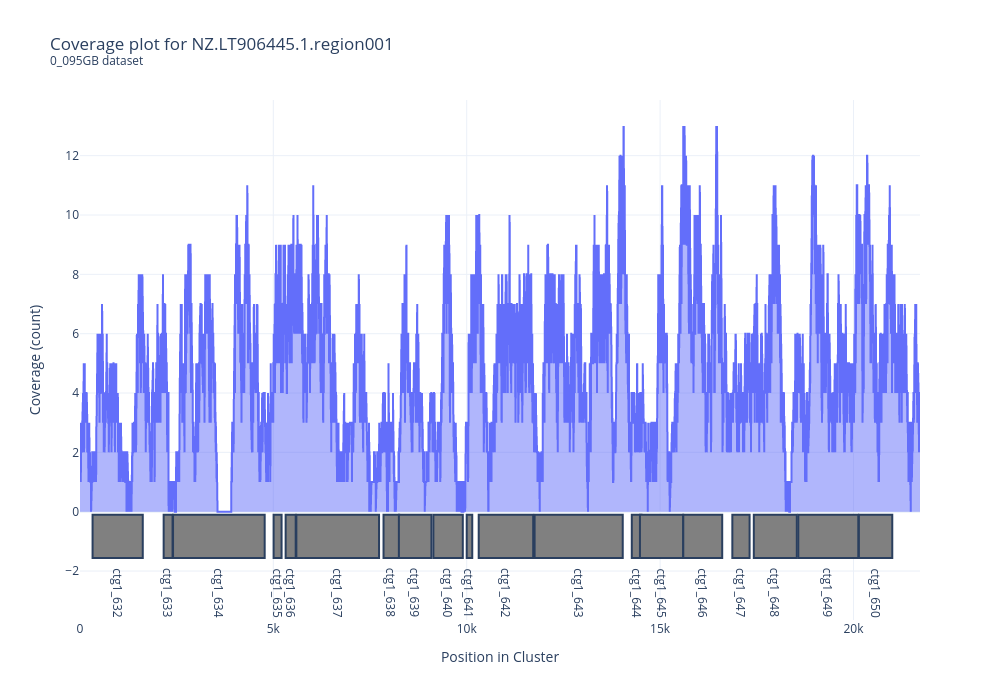 Coverage plot for NZ.LT906445.1.region001
0_095GB dataset
Coverage (count)
12
10
8
6
4
2
0
−2
ctg1_632
ctg1_633
ctg1_634
ctg1_635
ctg1_636
ctg1_637
ctg1_638
ctg1_639
ctg1_640
ctg1_641
ctg1_642
ctg1_643
ctg1_644
ctg1_645
ctg1_646
ctg1_647
ctg1_648
ctg1_649
ctg1_650
0 5k 10k 15k 20k
Position in Cluster